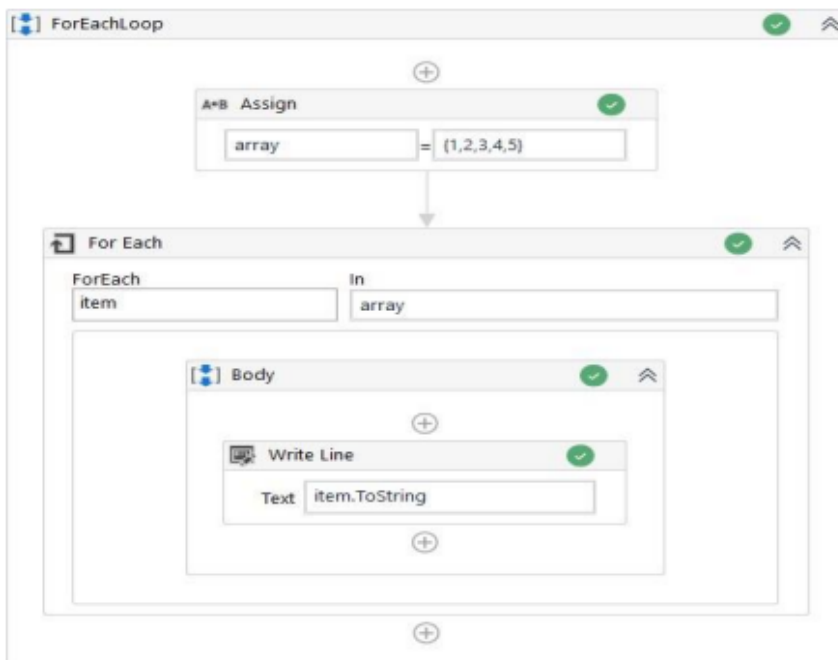 ForEachLoop
A=B Assign
array = {1,2,3,4,5}
For Each
ForEach In
item array
Body
Write Line
Text item.ToString